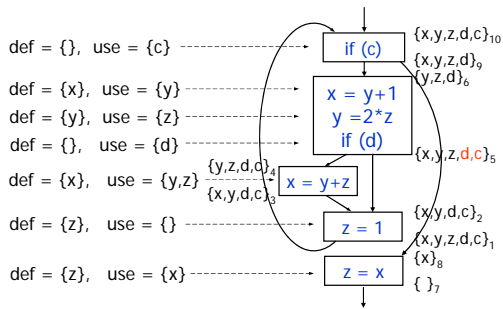 {x,y,z,d,c}10
def = {}, use = {c}
if (c)
{x,y,z,d}9
{y,z,d}6
def = {x}, use = {y}
x = y+1
def = {y}, use = {z}
y =2*z
def = {}, use = {d}
if (d)
{x,y,z,d,c}5
{y,z,d,c}4
def = {x}, use = {y,z}
x = y+z
{x,y,d,c}3
{x,y,d,c}2
def = {z}, use = {}
z = 1
{x,y,z,d,c}1
{x}8
def = {z}, use = {x}
z = x
{ }7